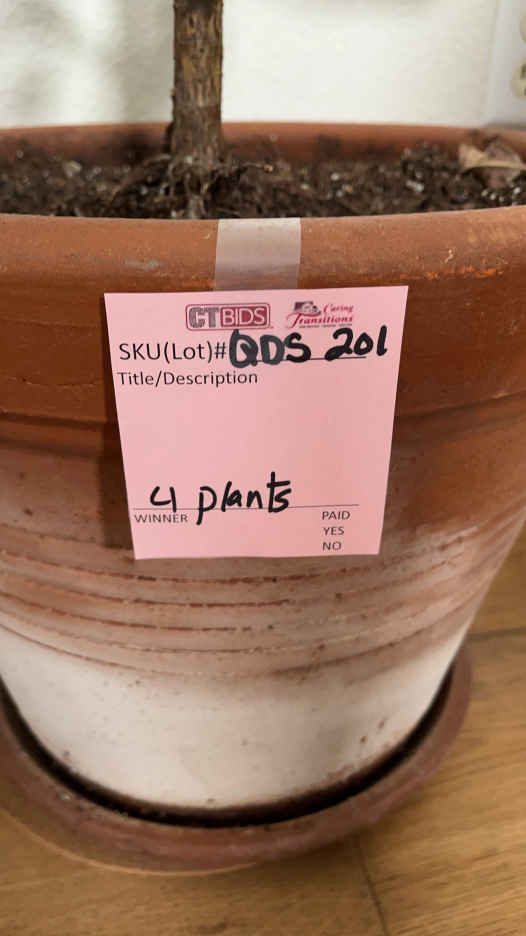 CTBIDS Caring Transitions
SKU(Lot)# QDS 201
Title/Description
4 plants
WINNER PAID
YES
NO